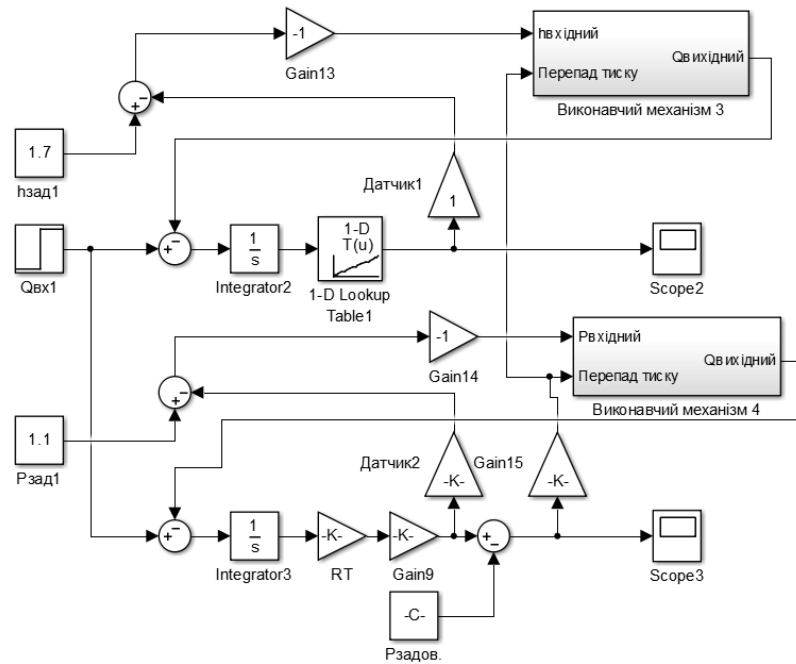 -1
Gain13
hвхідний
Перепад тиску
Qвихідний
Виконавчий механізм 3
+
−
1.7
hзад1
Датчик1
1
Qвх1
+
−
1
s
Integrator2
1-D
T(u)
1-D Lookup
Table1
Scope2
-1
Gain14
Pвхідний
Перепад тиску
Qвихідний
Виконавчий механізм 4
+
−
1.1
Pзад1
Датчик2
-K-
Gain15
-K-
+
−
1
s
Integrator3
-K-
RT
-K-
Gain9
+
−
Scope3
-C-
Pзадов.